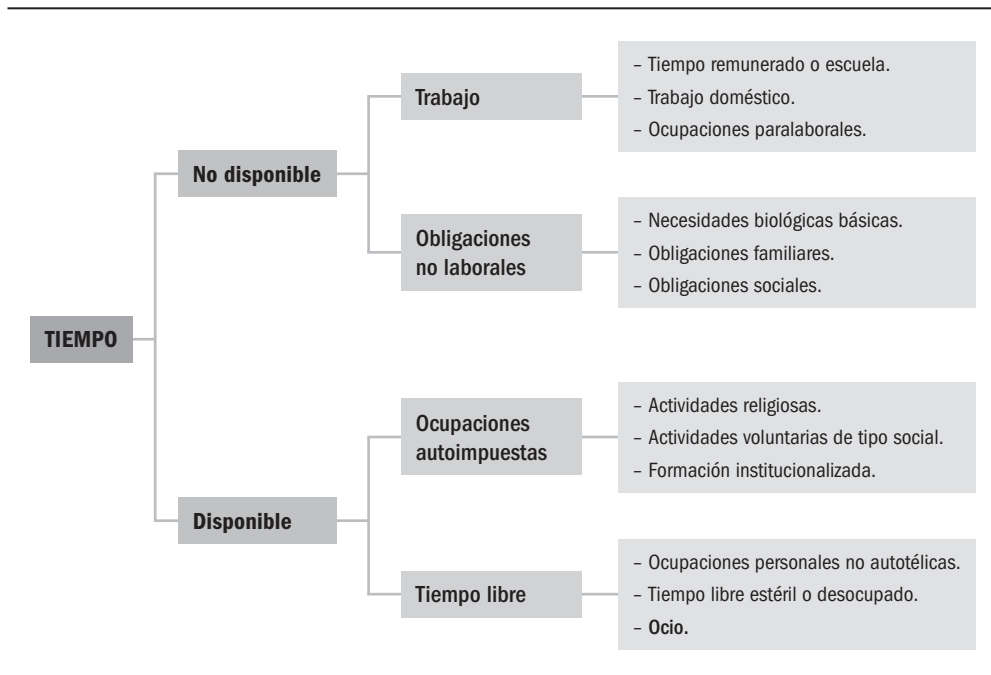 TIEMPO
No disponible
Trabajo
– Tiempo remunerado o escuela.
– Trabajo doméstico.
– Ocupaciones paralaborales.
Obligaciones
no laborales
– Necesidades biológicas básicas.
– Obligaciones familiares.
– Obligaciones sociales.
Disponible
Ocupaciones
autoimpuestas
– Actividades religiosas.
– Actividades voluntarias de tipo social.
– Formación institucionalizada.
Tiempo libre
– Ocupaciones personales no autotélicas.
– Tiempo libre estéril o desocupado.
– Ocio.